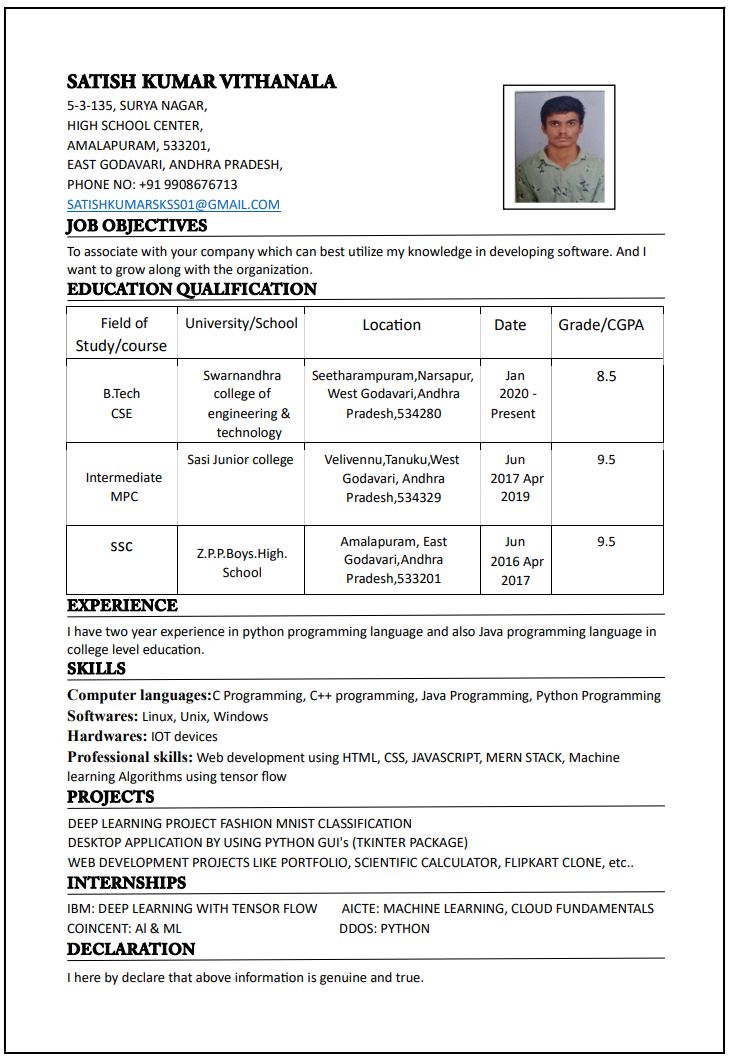 SATISH KUMAR VITHANALA
5-3-135, SURYA NAGAR,
HIGH SCHOOL CENTER,
AMALAPURAM, 533201,
EAST GODAVARI, ANDHRA PRADESH,
PHONE NO: +91 9908676713
SATISHKUMARSKSS01@GMAIL.COM
JOB OBJECTIVES
To associate with your company which can best utilize my knowledge in developing software. And I
want to grow along with the organization.
EDUCATION QUALIFICATION
Field of
Study/course
University/School
Location
Date
Grade/CGPA
B.Tech
CSE
Swarnandhra
college of
engineering &
technology
Seetharampuram,Narsapur,
West Godavari,Andhra
Pradesh,534280
Jan
2020 -
Present
8.5
Intermediate
MPC
Sasi Junior college
Velivennu,Tanuku,West
Godavari, Andhra
Pradesh,534329
Jun
2017 Apr
2019
9.5
SSC
Z.P.P.Boys.High.
School
Amalapuram, East
Godavari,Andhra
Pradesh,533201
Jun
2016 Apr
2017
9.5
EXPERIENCE
I have two year experience in python programming language and also Java programming language in
college level education.
SKILLS
Computer languages:C Programming, C++ programming, Java Programming, Python Programming
Softwares: Linux, Unix, Windows
Hardwares: IOT devices
Professional skills: Web development using HTML, CSS, JAVASCRIPT, MERN STACK, Machine
learning Algorithms using tensor flow
PROJECTS
DEEP LEARNING PROJECT FASHION MNIST CLASSIFICATION
DESKTOP APPLICATION BY USING PYTHON GUI's (TKINTER PACKAGE)
WEB DEVELOPMENT PROJECTS LIKE PORTFOLIO, SCIENTIFIC CALCULATOR, FLIPKART CLONE, etc..
INTERNSHIPS
IBM: DEEP LEARNING WITH TENSOR FLOW AICTE: MACHINE LEARNING, CLOUD FUNDAMENTALS
COINCENT: Al & ML DDOS: PYTHON
DECLARATION
I here by declare that above information is genuine and true.